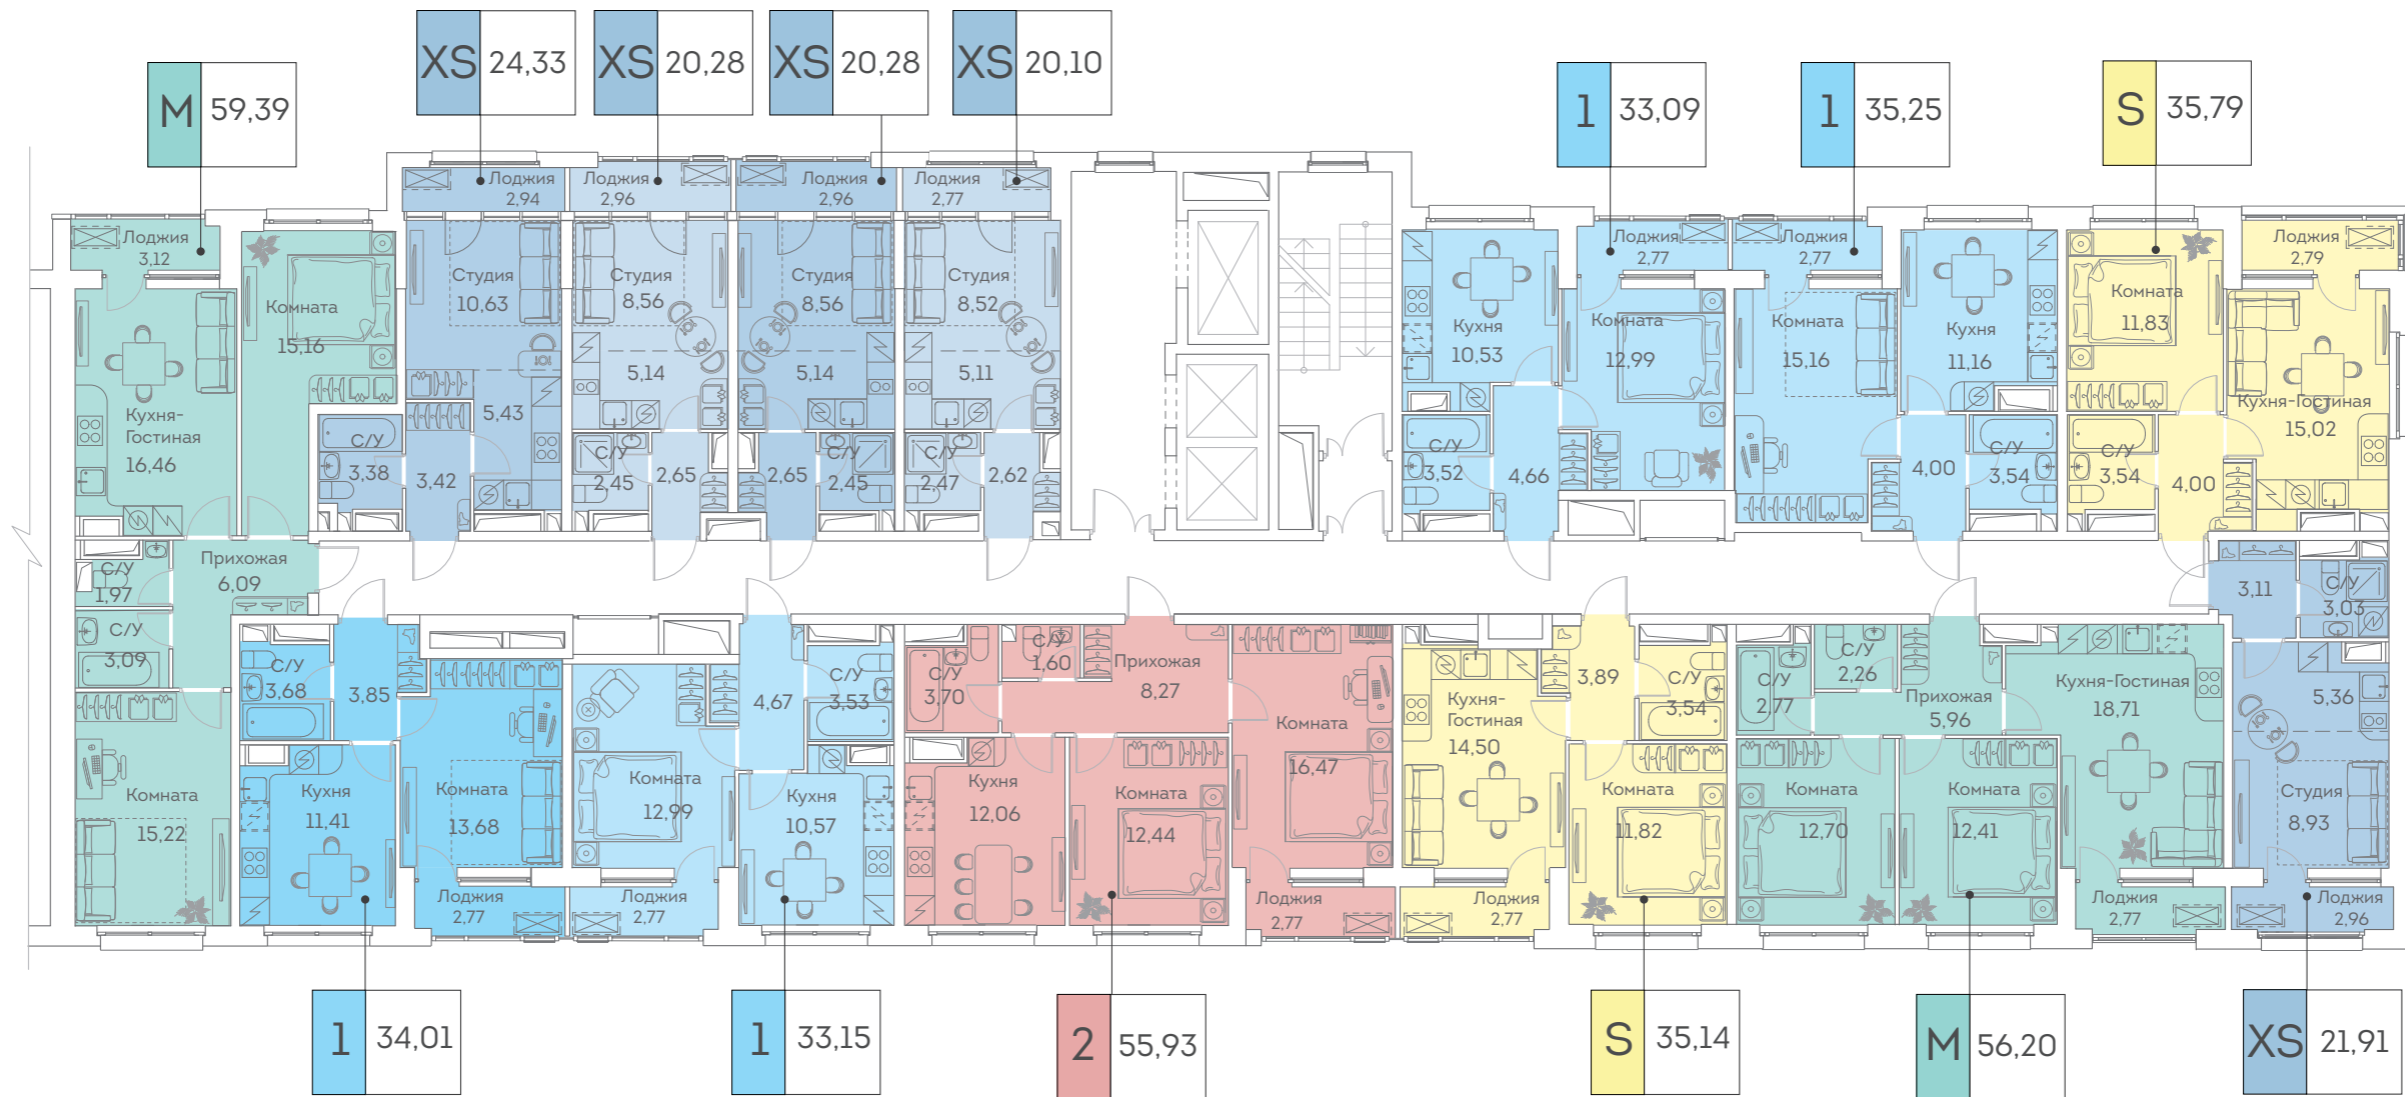 M 59,39
XS 24,33
XS 20,28
XS 20,28
XS 20,10
1 33,09
1 35,25
S 35,79
Лоджия
3,12
Комната
15,16
Кухня-
Гостиная
16,46
Прихожая
6,09
С/У
1,97
С/У
3,09
Комната
15,22
Лоджия
2,94
Студия
10,63
5,43
С/У
3,38
3,42
Лоджия
2,96
Студия
8,56
5,14
С/У
2,45
2,65
Лоджия
2,96
Студия
8,56
5,14
2,65
С/У
2,45
Лоджия
2,77
Студия
8,52
5,11
С/У
2,47
2,62
Кухня
10,53
Лоджия
2,77
Комната
12,99
С/У
3,52
4,66
Лоджия
2,77
Комната
15,16
Кухня
11,16
4,00
С/У
3,54
Комната
11,83
Лоджия
2,79
Кухня-Гостиная
15,02
С/У
3,54
4,00
С/У
3,68
3,85
Кухня
11,41
Комната
13,68
Лоджия
2,77
Комната
12,99
Лоджия
2,77
4,67
С/У
3,53
Кухня
10,57
С/У
3,70
С/У
1,60
Прихожая
8,27
Кухня
12,06
Комната
12,44
Комната
16,47
Лоджия
2,77
Кухня-
Гостиная
14,50
3,89
С/У
3,54
Комната
11,82
Лоджия
2,77
С/У
2,77
С/У
2,26
Прихожая
5,96
Кухня-Гостиная
18,71
Комната
12,70
Комната
12,41
Лоджия
2,77
3,11
С/У
3,03
5,36
Студия
8,93
Лоджия
2,96
1 34,01
1 33,15
2 55,93
S 35,14
M 56,20
XS 21,91